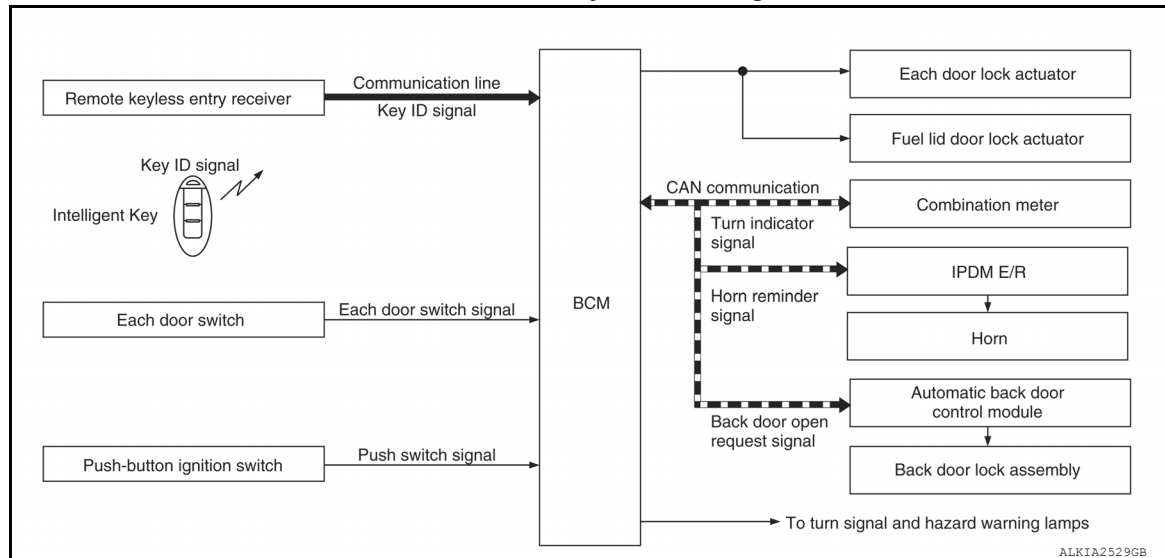 Remote keyless entry receiver
Communication line
Key ID signal
Key ID signal
Intelligent Key
Each door switch
Each door switch signal
Push-button ignition switch
Push switch signal
BCM
Each door lock actuator
Fuel lid door lock actuator
CAN communication
Combination meter
Turn indicator
signal
IPDM E/R
Horn reminder
signal
Horn
Automatic back door
control module
Back door open
request signal
Back door lock assembly
To turn signal and hazard warning lamps
ALKIA2529GB